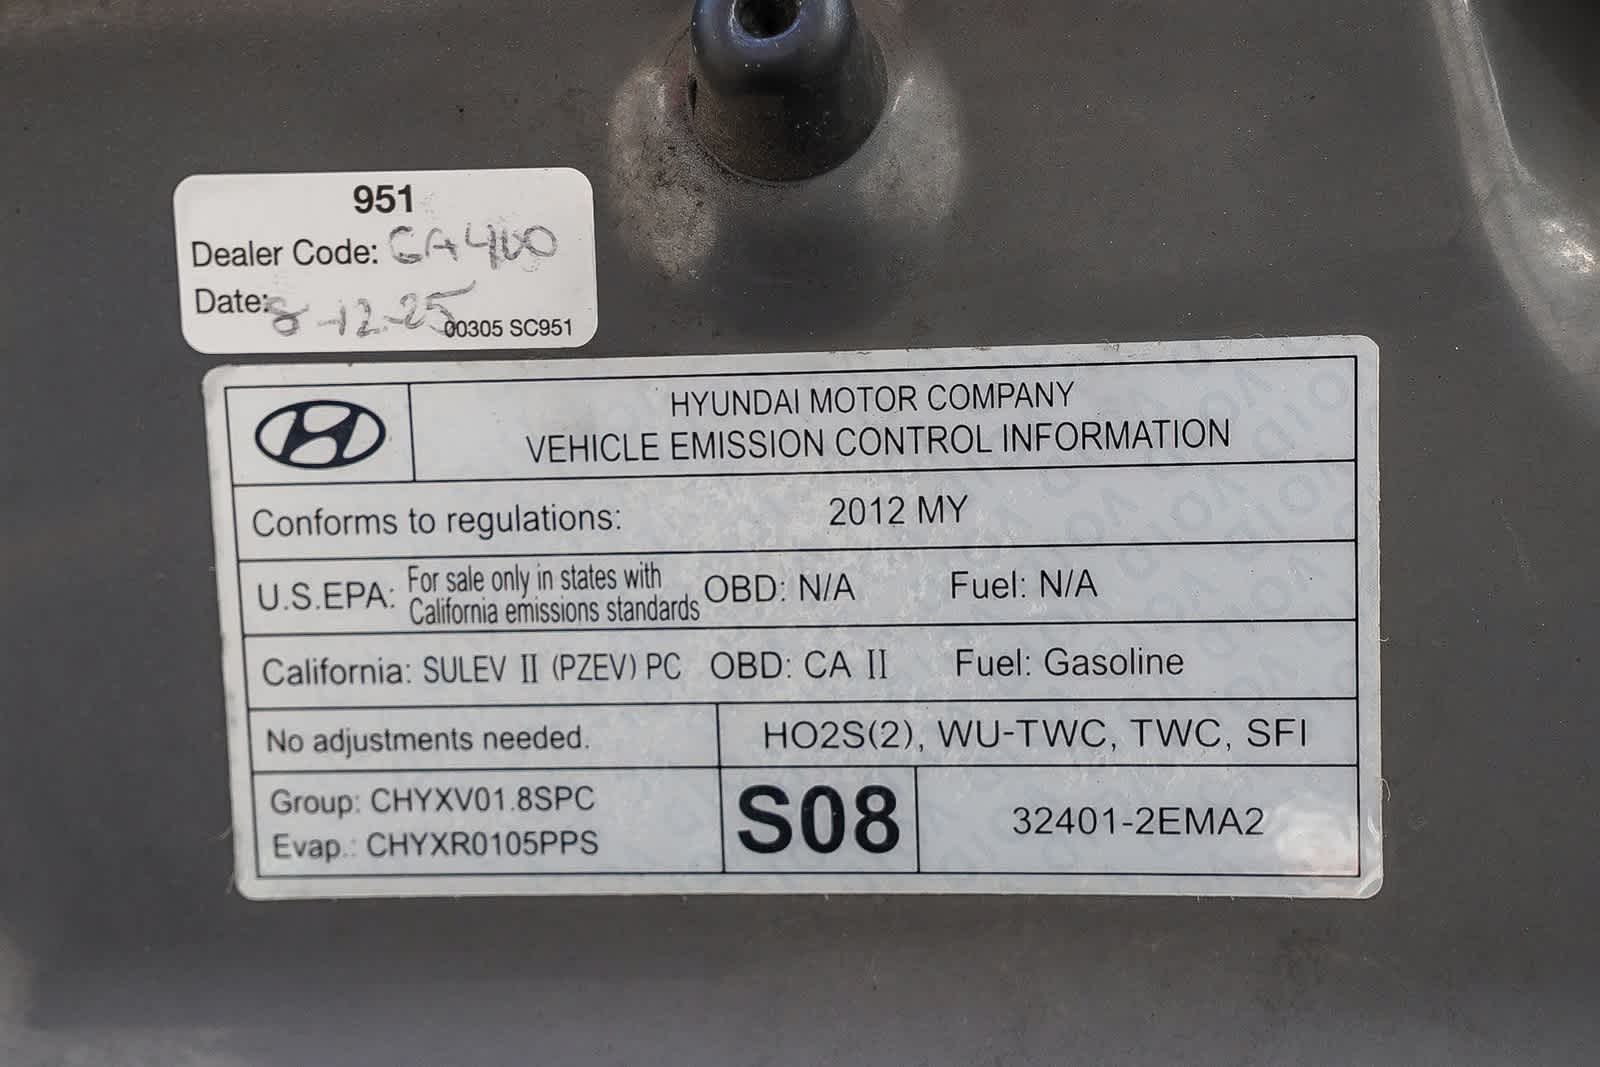 951
Dealer Code: CA400
Date: 8-12-25
00305 SC951
HYUNDAI MOTOR COMPANY
VEHICLE EMISSION CONTROL INFORMATION
Conforms to regulations: 2012 MY
U.S.EPA: For sale only in states with California emissions standards OBD: N/A Fuel: N/A
California: SULEV II (PZEV) PC OBD: CA II Fuel: Gasoline
No adjustments needed. HO2S(2), WU-TWC, TWC, SFI
Group: CHYXV01.8SPC
Evap.: CHYXR0105PPS
S08
32401-2EMA2